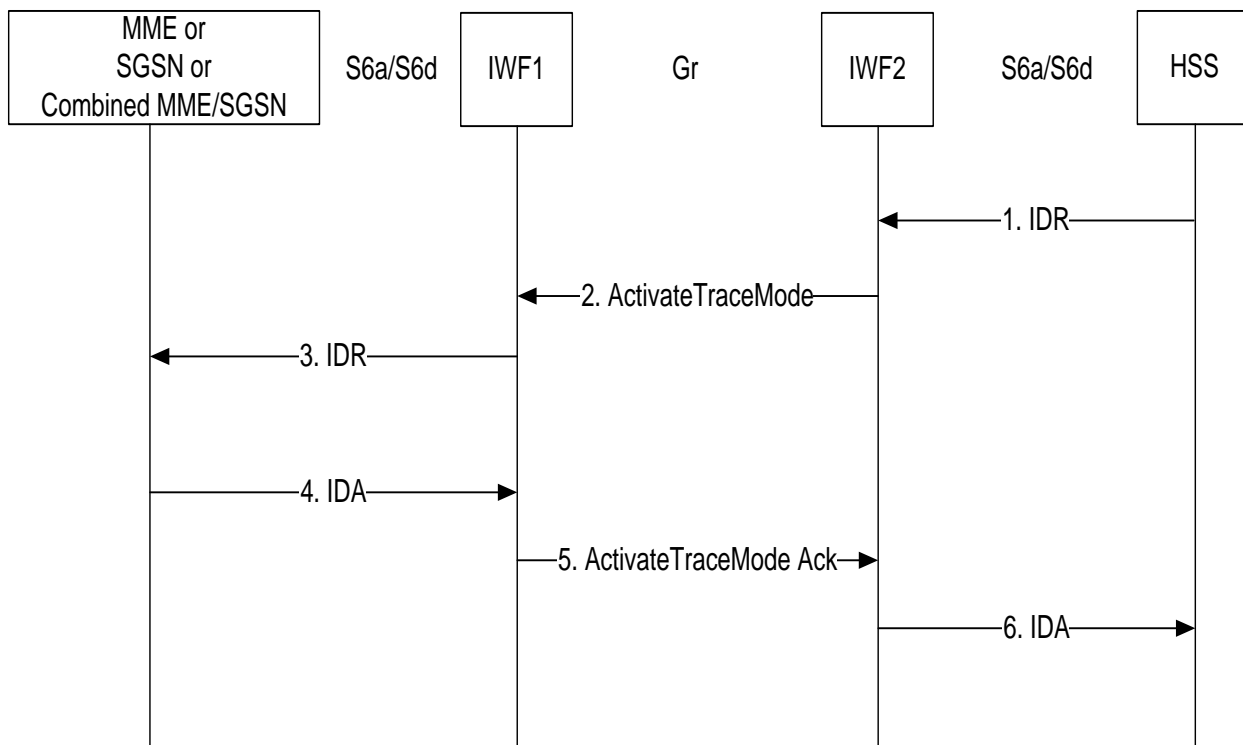 MME or
SGSN or
Combined MME/SGSN
S6a/S6d
IWF1
Gr
IWF2
S6a/S6d
HSS
1. IDR
2. ActivateTraceMode
3. IDR
4. IDA
5. ActivateTraceMode Ack
6. IDA